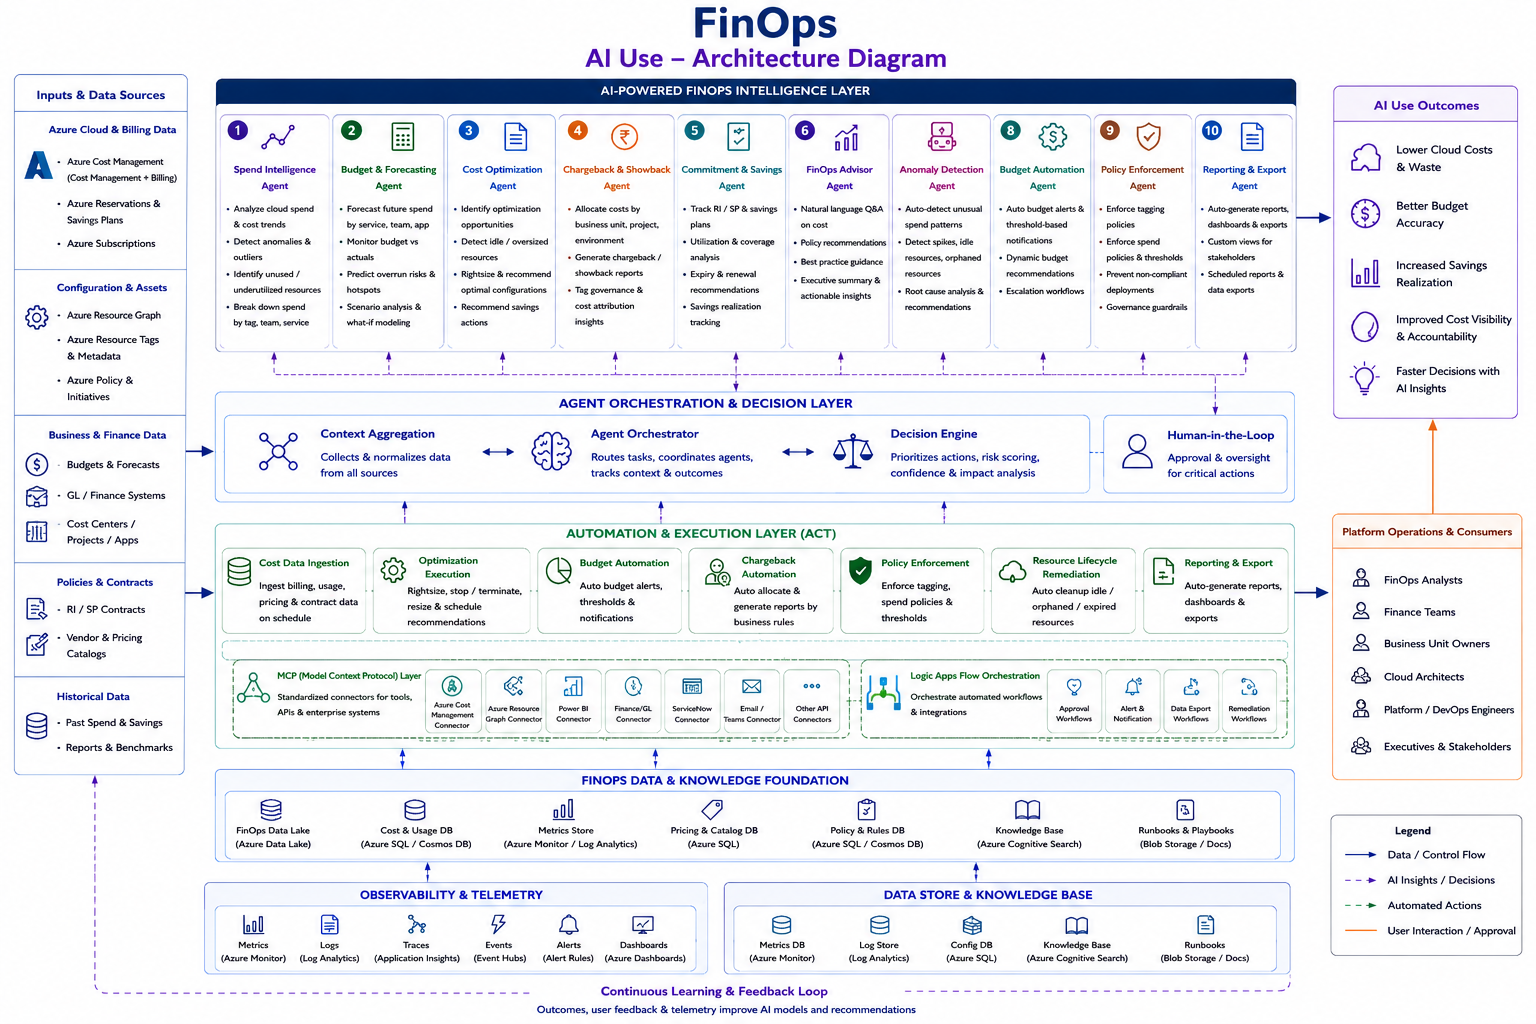 FinOps
AI Use – Architecture Diagram
Inputs & Data Sources
Azure Cloud & Billing Data
• Azure Cost Management
(Cost Management + Billing)
• Azure Reservations &
Savings Plans
• Azure Subscriptions
Configuration & Assets
• Azure Resource Graph
• Azure Resource Tags
& Metadata
• Azure Policy &
Initiatives
Business & Finance Data
· Budgets & Forecasts
· GL / Finance Systems
· Cost Centers /
Projects / Apps
Policies & Contracts
• RI / SP Contracts
• Vendor & Pricing
Catalogs
Historical Data
• Past Spend & Savings
• Reports & Benchmarks
AI-POWERED FINOPS INTELLIGENCE LAYER
1
Spend Intelligence
Agent
• Analyze cloud spend
& cost trends
• Detect anomalies &
outliers
• Identify unused /
underutilized resources
• Break down spend
by tag, team, service
2
Budget & Forecasting
Agent
• Forecast future spend
by service, team, app
• Monitor budget vs
actuals
• Predict overrun risks &
hotspots
• Scenario analysis &
what-if modeling
3
Cost Optimization
Agent
• Identify optimization
opportunities
• Detect idle / oversized
resources
• Rightsize & recommend
optimal configurations
• Recommend savings
actions
4
₹
Chargeback & Showback
Agent
• Allocate costs by
business unit, project,
environment
• Generate chargeback /
showback reports
• Tag governance &
cost attribution
insights
5
Commitment & Savings
Agent
• Track RI / SP & savings
plans
• Utilization & coverage
analysis
• Expiry & renewal
recommendations
• Savings realization
tracking
6
FinOps Advisor
Agent
• Natural language Q&A
on cost
• Policy recommendations
• Best practice guidance
• Executive summary &
actionable insights
Anomaly Detection
Agent
• Auto-detect unusual
spend patterns
• Detect spikes, idle
resources, orphaned
resources
• Root cause analysis &
recommendations
8
$
Budget Automation
Agent
• Auto budget alerts &
threshold-based
notifications
• Dynamic budget
recommendations
• Escalation workflows
9
Policy Enforcement
Agent
• Enforce tagging
policies
• Enforce spend
policies & thresholds
• Prevent non-compliant
deployments
• Governance guardrails
10
Reporting & Export
Agent
• Auto-generate reports,
dashboards & exports
• Custom views for
stakeholders
• Scheduled reports &
data exports
AGENT ORCHESTRATION & DECISION LAYER
Context Aggregation
Collects & normalizes data
from all sources
Agent Orchestrator
Routes tasks, coordinates agents,
tracks context & outcomes
Decision Engine
Prioritizes actions, risk scoring,
confidence & impact analysis
Human-in-the-Loop
Approval & oversight
for critical actions
AUTOMATION & EXECUTION LAYER (ACT)
Cost Data Ingestion
Ingest billing, usage,
pricing & contract data
on schedule
Optimization
Execution
Rightsize, stop / terminate,
resize & schedule
recommendations
Budget Automation
Auto budget alerts,
thresholds &
notifications
Chargeback
Automation
Auto allocate &
generate reports by
business rules
Policy Enforcement
Enforce tagging,
spend policies &
thresholds
Resource Lifecycle
Remediation
Auto cleanup idle /
orphaned / expired
resources
Reporting & Export
Auto-generate reports,
dashboards &
exports
MCP (Model Context Protocol) Layer
Standardized connectors for tools,
APIs & enterprise systems
Azure Cost
Management
Connector
Azure Resource
Graph Connector
Power BI
Connector
Finance/GL
Connector
ServiceNow
Connector
Email /
Teams Connector
Other API
Connectors
Logic Apps Flow Orchestration
Orchestrate automated workflows
& integrations
Approval
Workflows
Alert &
Notification
Data Export
Workflows
Remediation
Workflows
FINOPS DATA & KNOWLEDGE FOUNDATION
FinOps Data Lake
(Azure Data Lake)
Cost & Usage DB
(Azure SQL / Cosmos DB)
Metrics Store
(Azure Monitor / Log Analytics)
Pricing & Catalog DB
(Azure SQL)
Policy & Rules DB
(Azure SQL / Cosmos DB)
Knowledge Base
(Azure Cognitive Search)
Runbooks & Playbooks
(Blob Storage / Docs)
OBSERVABILITY & TELEMETRY
Metrics
(Azure Monitor)
Logs
(Log Analytics)
Traces
(Application Insights)
Events
(Event Hubs)
Alerts
(Alert Rules)
Dashboards
(Azure Dashboards)
DATA STORE & KNOWLEDGE BASE
Metrics DB
(Azure Monitor)
Log Store
(Log Analytics)
Config DB
(Azure SQL)
Knowledge Base
(Azure Cognitive Search)
Runbooks
(Blob Storage / Docs)
Continuous Learning & Feedback Loop
Outcomes, user feedback & telemetry improve AI models and recommendations
AI Use Outcomes
Lower Cloud Costs
& Waste
$
Better Budget
Accuracy
Increased Savings
Realization
Improved Cost Visibility
& Accountability
Faster Decisions with
AI Insights
Platform Operations & Consumers
FinOps Analysts
Finance Teams
Business Unit Owners
Cloud Architects
Platform / DevOps Engineers
Executives & Stakeholders
Legend
Data / Control Flow
AI Insights / Decisions
Automated Actions
User Interaction / Approval